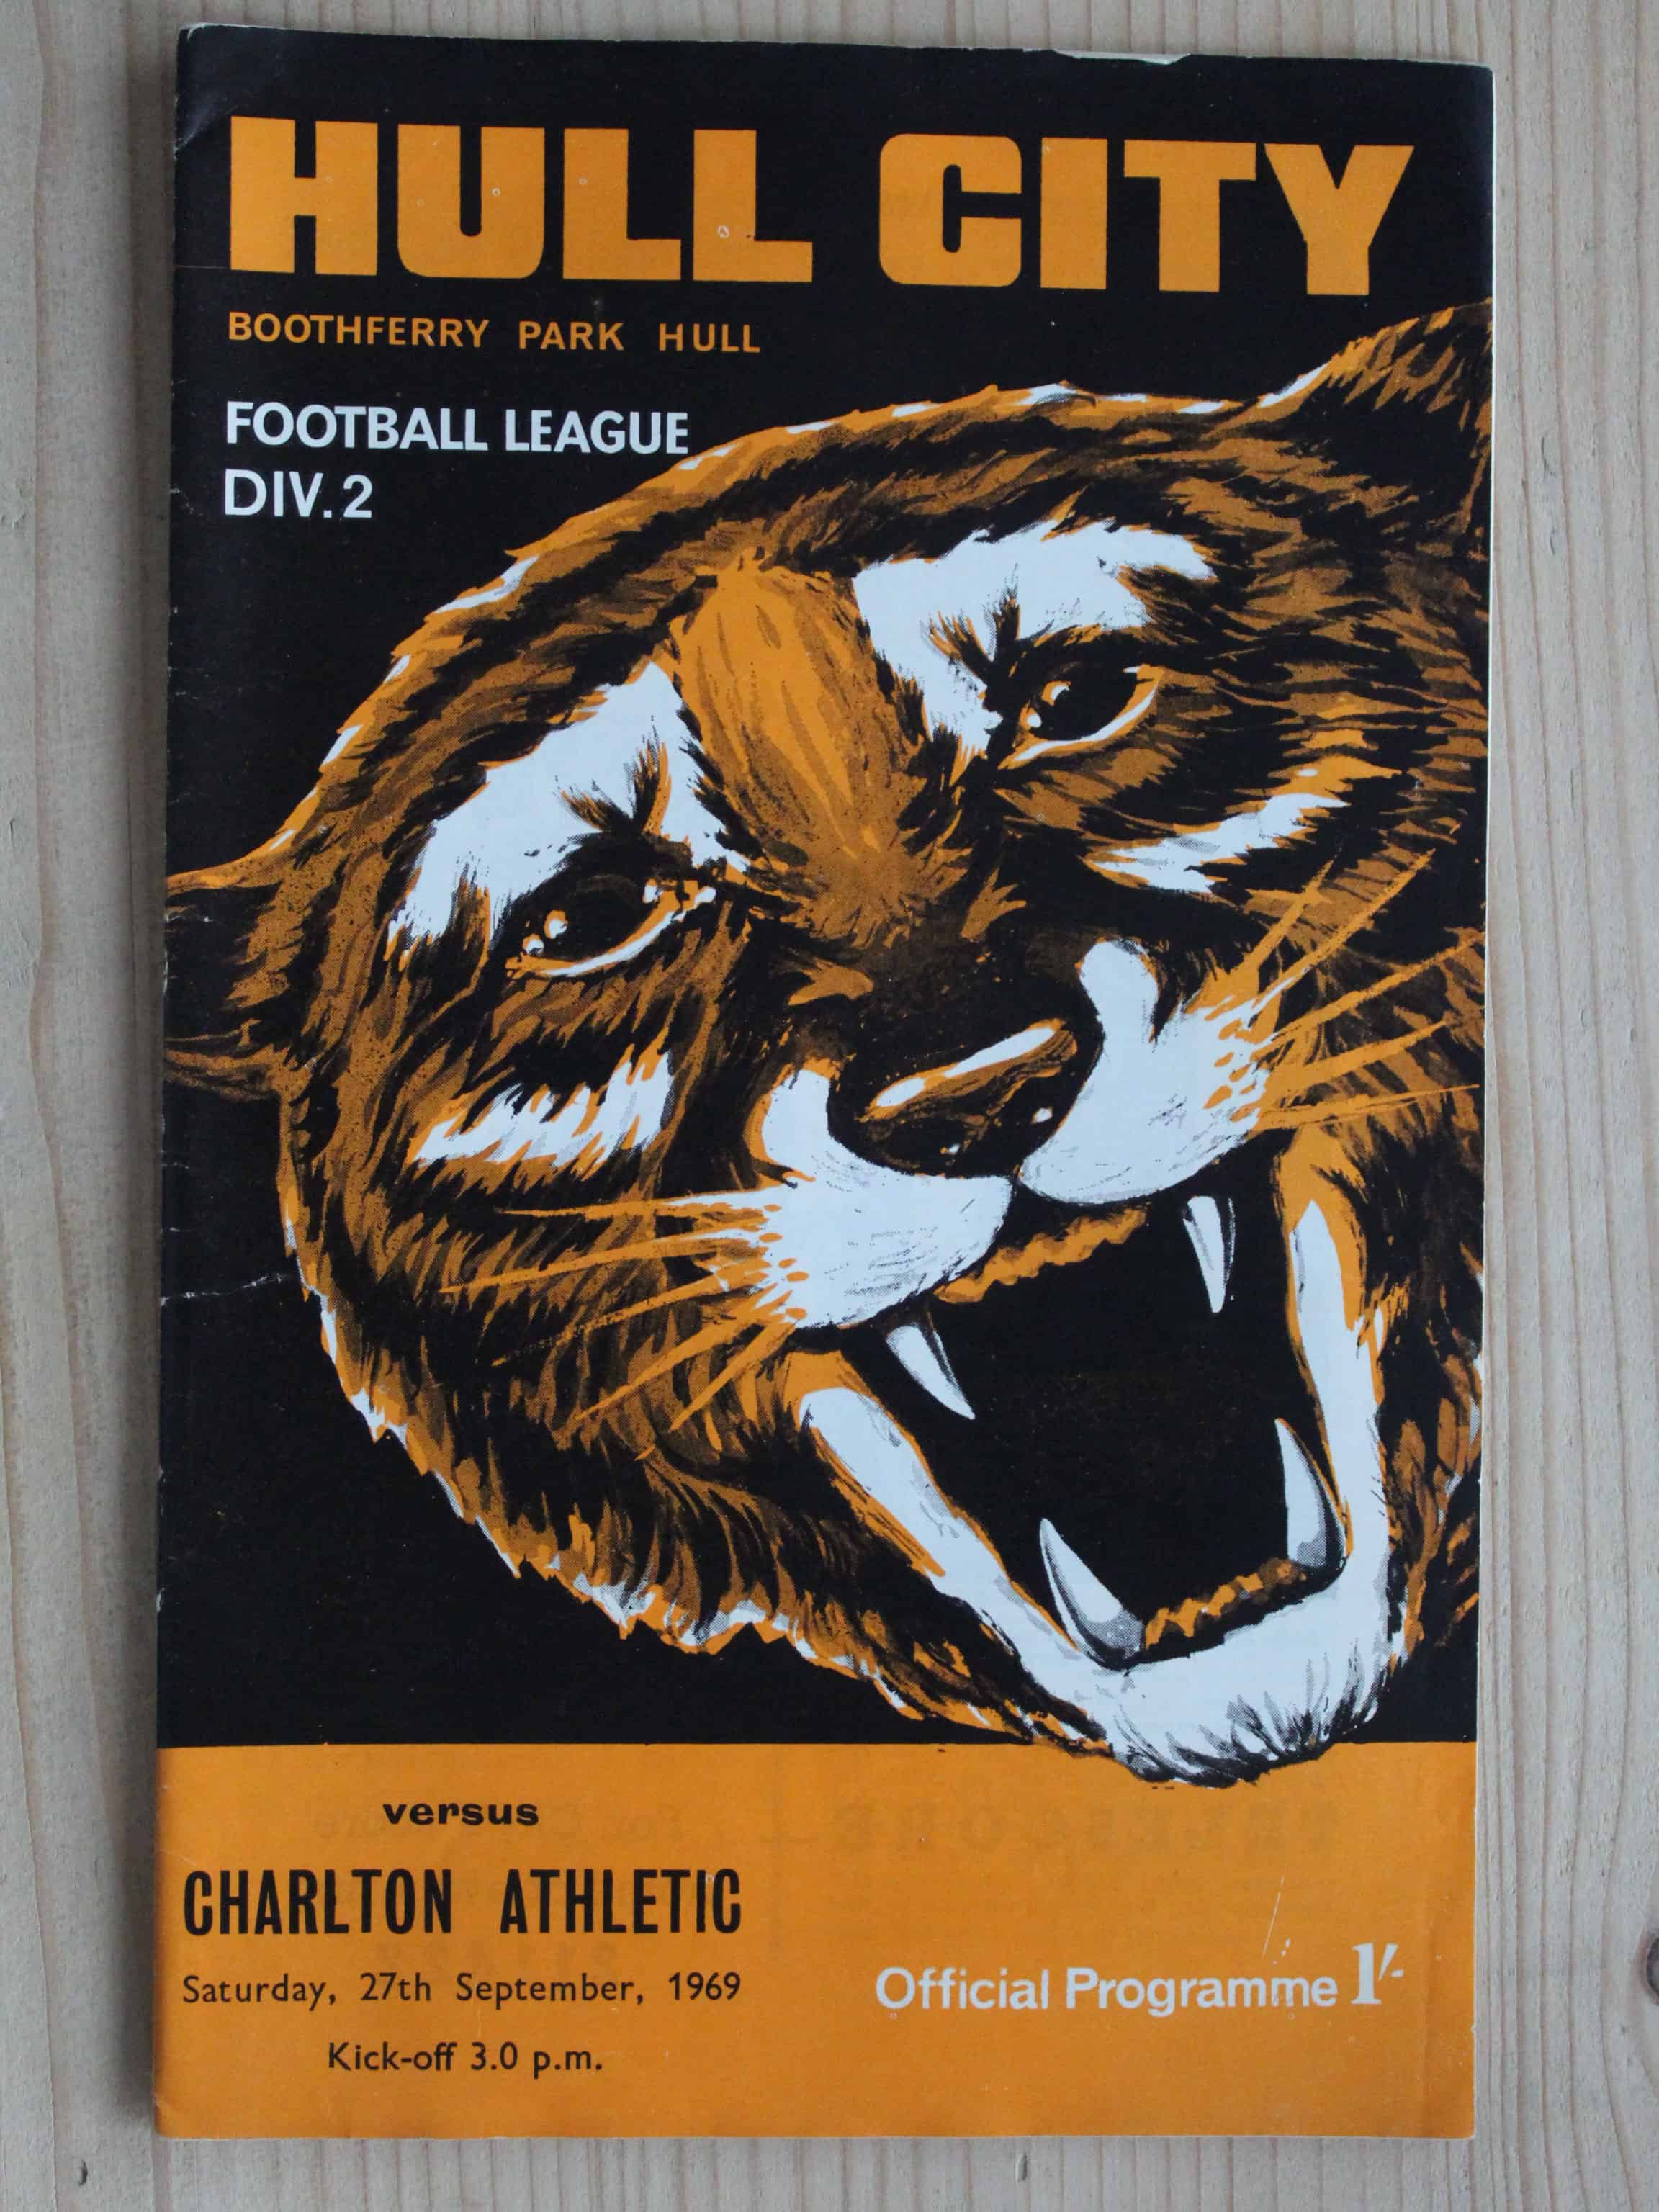 HULL CITY
BOOTHFERRY PARK HULL
FOOTBALL LEAGUE
DIV. 2
versus
CHARLTON ATHLETIC
Saturday, 27th September, 1969
Kick-off 3.0 p.m.
Official Programme 1/-